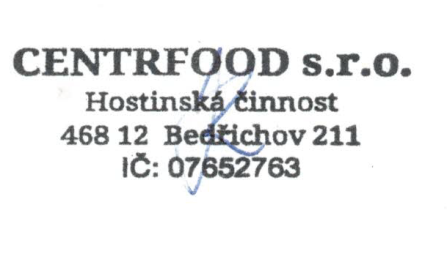 CENTRFOOD s.r.o.
Hostinská činnost
468 12 Bedřichov 211
IČ: 07652763